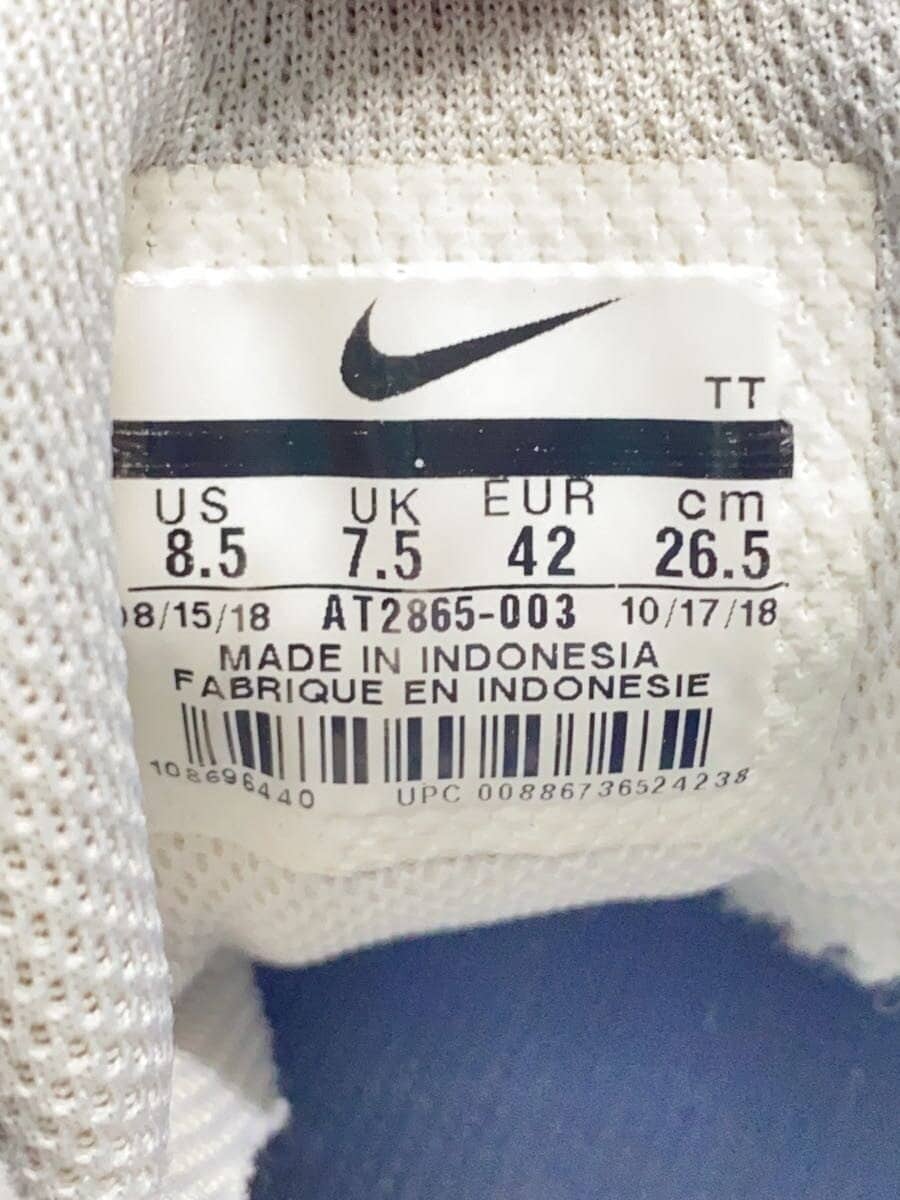 TT
US UK EUR cm
8.5 7.5 42 26.5
08/15/18 AT2865-003 10/17/18
MADE IN INDONESIA
FABRIQUE EN INDONESIE
108696440 UPC 00886736524238